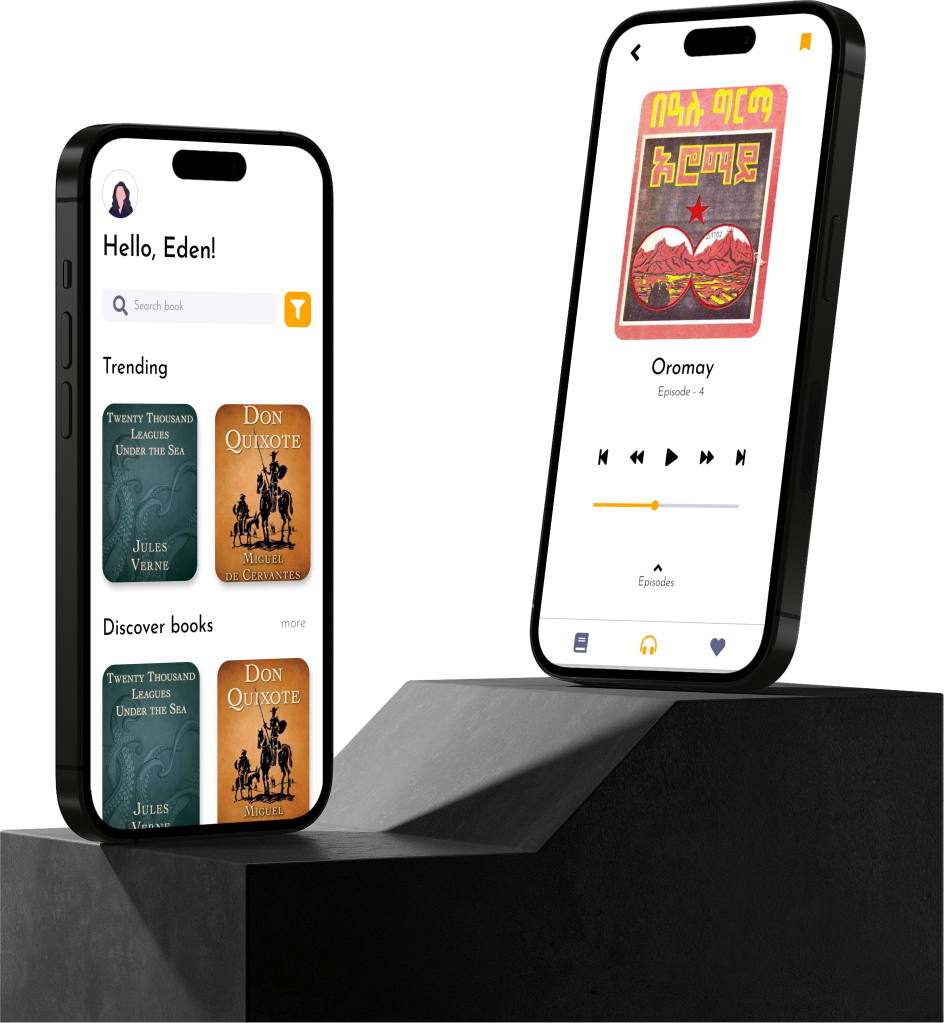 Hello, Eden!
Search book
Trending
TWENTY THOUSAND
LEAGUES
UNDER THE SEA
JULES
VERNE
DON
QUIXOTE
MIGUEL
DE CERVANTES
Discover books
more
TWENTY THOUSAND
LEAGUES
UNDER THE SEA
JULES
VERNE
DON
QUIXOTE
MIGUEL
በዓሉ ግርማ
ኦሮማይ
Oromay
Episode - 4
Episodes